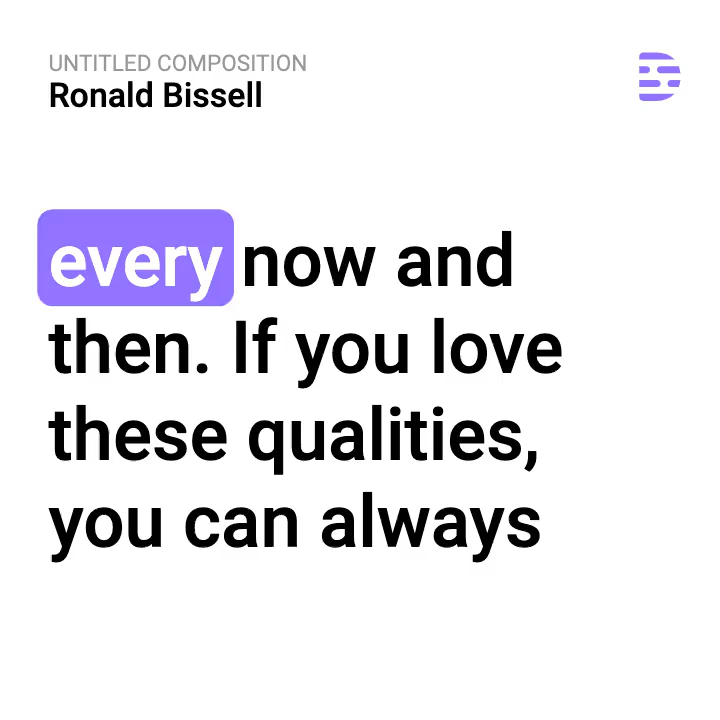 UNTITLED COMPOSITION
Ronald Bissell
every now and
then. If you love
these qualities,
you can always